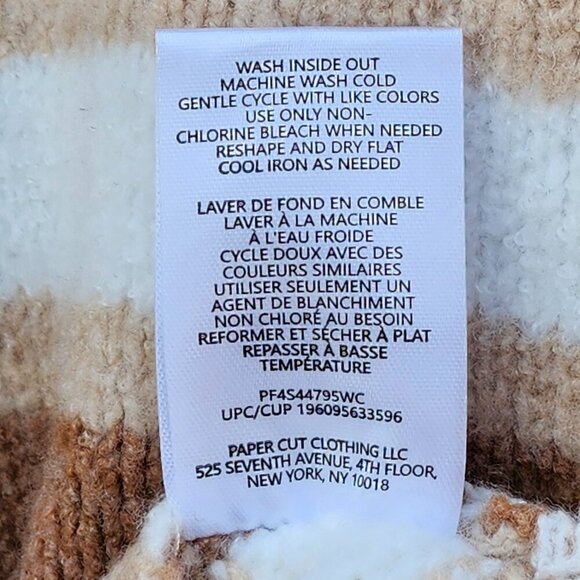 WASH INSIDE OUT
MACHINE WASH COLD
GENTLE CYCLE WITH LIKE COLORS
USE ONLY NON-
CHLORINE BLEACH WHEN NEEDED
RESHAPE AND DRY FLAT
COOL IRON AS NEEDED
LAVER DE FOND EN COMBLE
LAVER À LA MACHINE
À L'EAU FROIDE
CYCLE DOUX AVEC DES
COULEURS SIMILAIRES
UTILISER SEULEMENT UN
AGENT DE BLANCHIMENT
NON CHLORÉ AU BESOIN
REFORMER ET SÉCHER À PLAT
REPASSER À BASSE
TEMPÉRATURE
PF4S44795WC
UPC/CUP 196095633596
PAPER CUT CLOTHING LLC
525 SEVENTH AVENUE, 4TH FLOOR,
NEW YORK, NY 10018